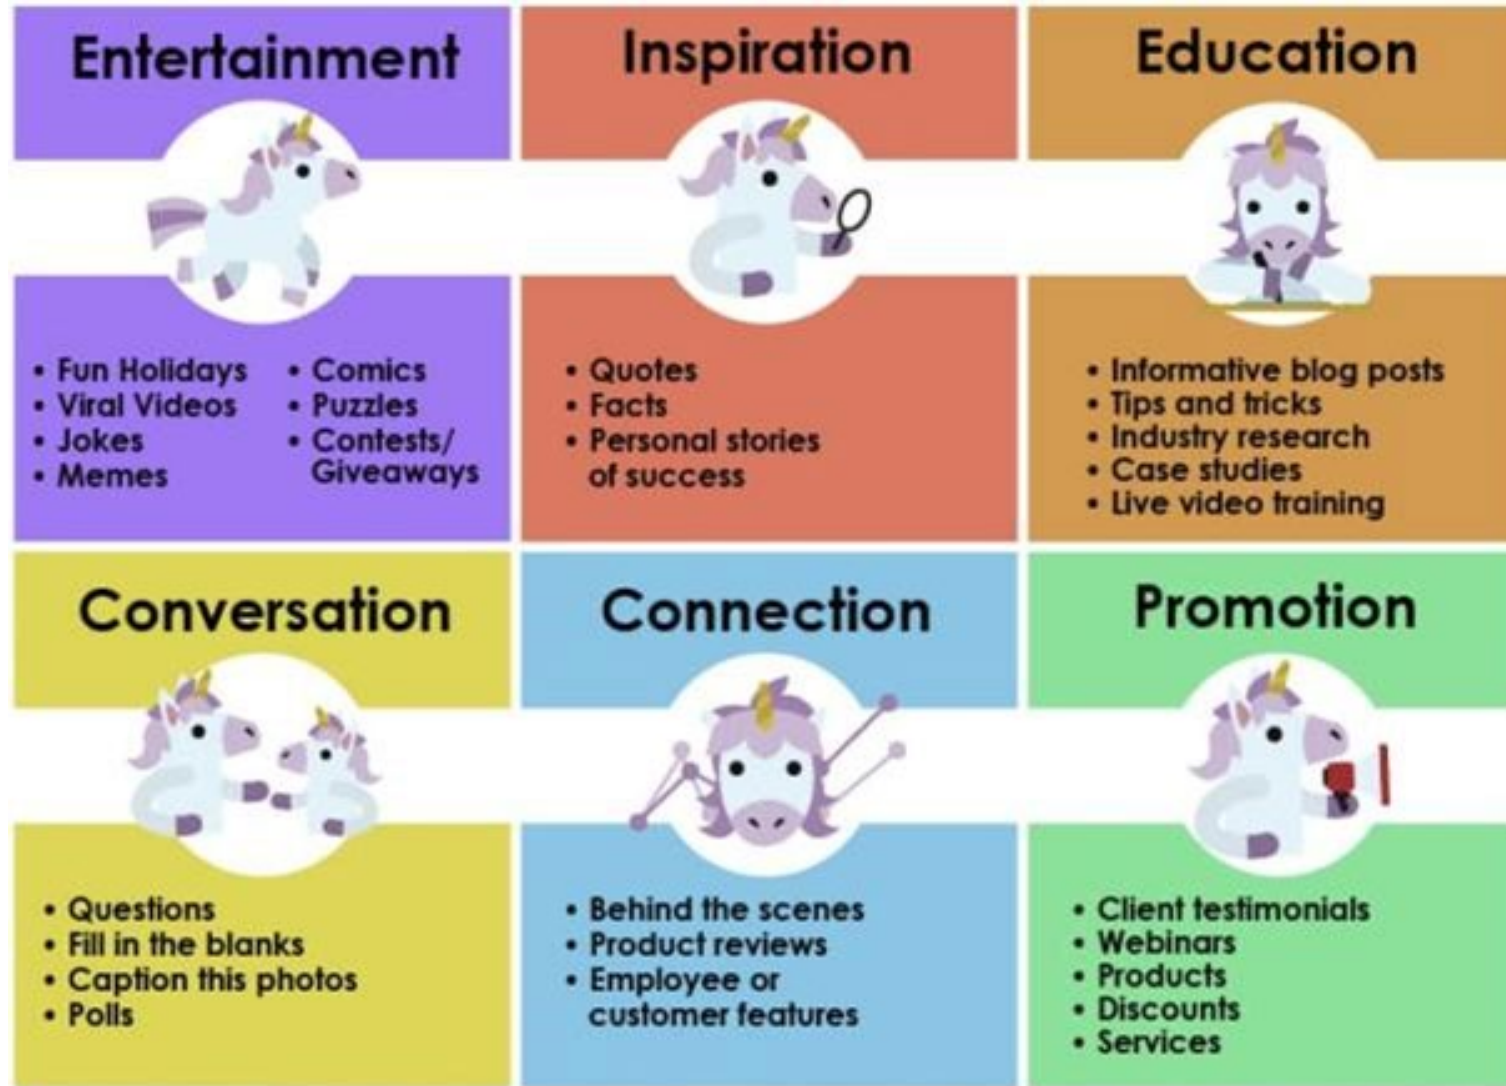 Entertainment
• Fun Holidays
• Viral Videos
• Jokes
• Memes
• Comics
• Puzzles
• Contests/
Giveaways
Inspiration
• Quotes
• Facts
• Personal stories
of success
Education
• Informative blog posts
• Tips and tricks
• Industry research
• Case studies
• Live video training
Conversation
• Questions
• Fill in the blanks
• Caption this photos
• Polls
Connection
• Behind the scenes
• Product reviews
• Employee or
customer features
Promotion
• Client testimonials
• Webinars
• Products
• Discounts
• Services